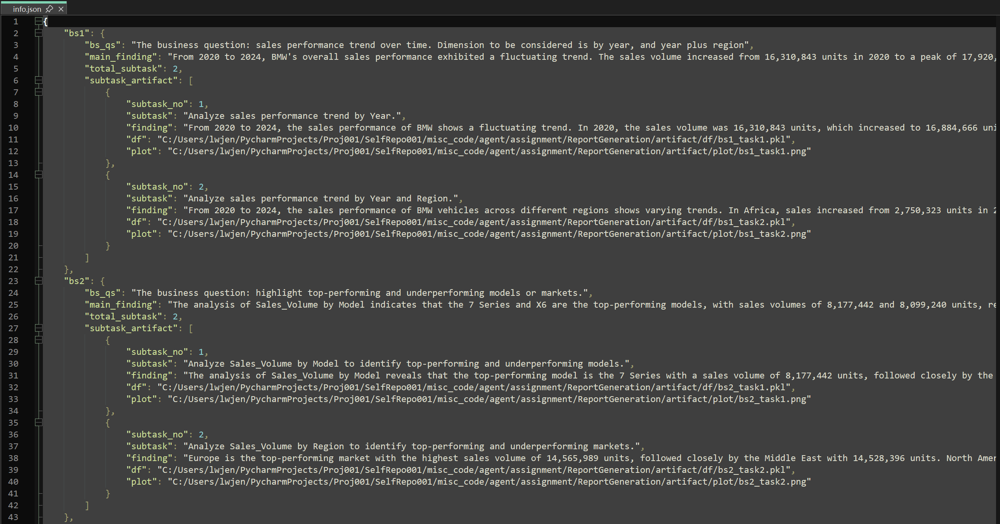 info.json
1 {
2 "bs1": {
3 "bs_qs": "The business question: sales performance trend over time. Dimension to be considered is by year, and year plus region",
4 "main_finding": "From 2020 to 2024, BMW's overall sales performance exhibited a fluctuating trend. The sales volume increased from 16,310,843 units in 2020 to a peak of 17,920,
5 "total_subtask": 2,
6 "subtask_artifact": [
7 {
8 "subtask_no": 1,
9 "subtask": "Analyze sales performance trend by Year.",
10 "finding": "From 2020 to 2024, the sales performance of BMW shows a fluctuating trend. In 2020, the sales volume was 16,310,843 units, which increased to 16,884,666 uni
11 "df": "C:/Users/lwjen/PycharmProjects/Proj001/SelfRepo001/misc_code/agent/assignment/ReportGeneration/artifact/df/bs1_task1.pkl",
12 "plot": "C:/Users/lwjen/PycharmProjects/Proj001/SelfRepo001/misc_code/agent/assignment/ReportGeneration/artifact/plot/bs1_task1.png"
13 },
14 {
15 "subtask_no": 2,
16 "subtask": "Analyze sales performance trend by Year and Region.",
17 "finding": "From 2020 to 2024, the sales performance of BMW vehicles across different regions shows varying trends. In Africa, sales increased from 2,750,323 units in 2
18 "df": "C:/Users/lwjen/PycharmProjects/Proj001/SelfRepo001/misc_code/agent/assignment/ReportGeneration/artifact/df/bs1_task2.pkl",
19 "plot": "C:/Users/lwjen/PycharmProjects/Proj001/SelfRepo001/misc_code/agent/assignment/ReportGeneration/artifact/plot/bs1_task2.png"
20 }
21 ]
22 },
23 "bs2": {
24 "bs_qs": "The business question: highlight top-performing and underperforming models or markets.",
25 "main_finding": "The analysis of Sales_Volume by Model indicates that the 7 Series and X6 are the top-performing models, with sales volumes of 8,177,442 and 8,099,240 units, re
26 "total_subtask": 2,
27 "subtask_artifact": [
28 {
29 "subtask_no": 1,
30 "subtask": "Analyze Sales_Volume by Model to identify top-performing and underperforming models.",
31 "finding": "The analysis of Sales_Volume by Model reveals that the top-performing model is the 7 Series with a sales volume of 8,177,442 units, followed closely by the
32 "df": "C:/Users/lwjen/PycharmProjects/Proj001/SelfRepo001/misc_code/agent/assignment/ReportGeneration/artifact/df/bs2_task1.pkl",
33 "plot": "C:/Users/lwjen/PycharmProjects/Proj001/SelfRepo001/misc_code/agent/assignment/ReportGeneration/artifact/plot/bs2_task1.png"
34 },
35 {
36 "subtask_no": 2,
37 "subtask": "Analyze Sales_Volume by Region to identify top-performing and underperforming markets.",
38 "finding": "Europe is the top-performing market with the highest sales volume of 14,565,989 units, followed closely by the Middle East with 14,528,396 units. North Amer
39 "df": "C:/Users/lwjen/PycharmProjects/Proj001/SelfRepo001/misc_code/agent/assignment/ReportGeneration/artifact/df/bs2_task2.pkl",
40 "plot": "C:/Users/lwjen/PycharmProjects/Proj001/SelfRepo001/misc_code/agent/assignment/ReportGeneration/artifact/plot/bs2_task2.png"
41 }
42 ]
43 },